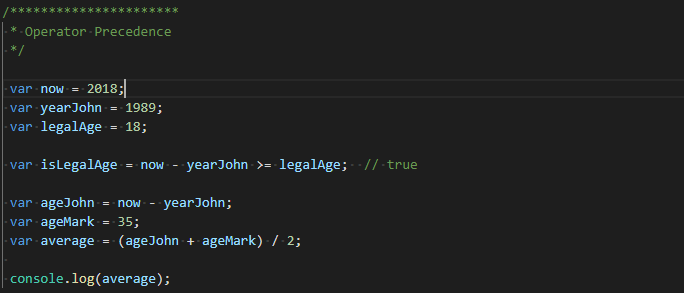 /**********************
* Operator Precedence
*/
var now = 2018;
var yearJohn = 1989;
var legalAge = 18;
var isLegalAge = now - yearJohn >= legalAge;  // true
var ageJohn = now - yearJohn;
var ageMark = 35;
var average = (ageJohn + ageMark) / 2;
console.log(average);